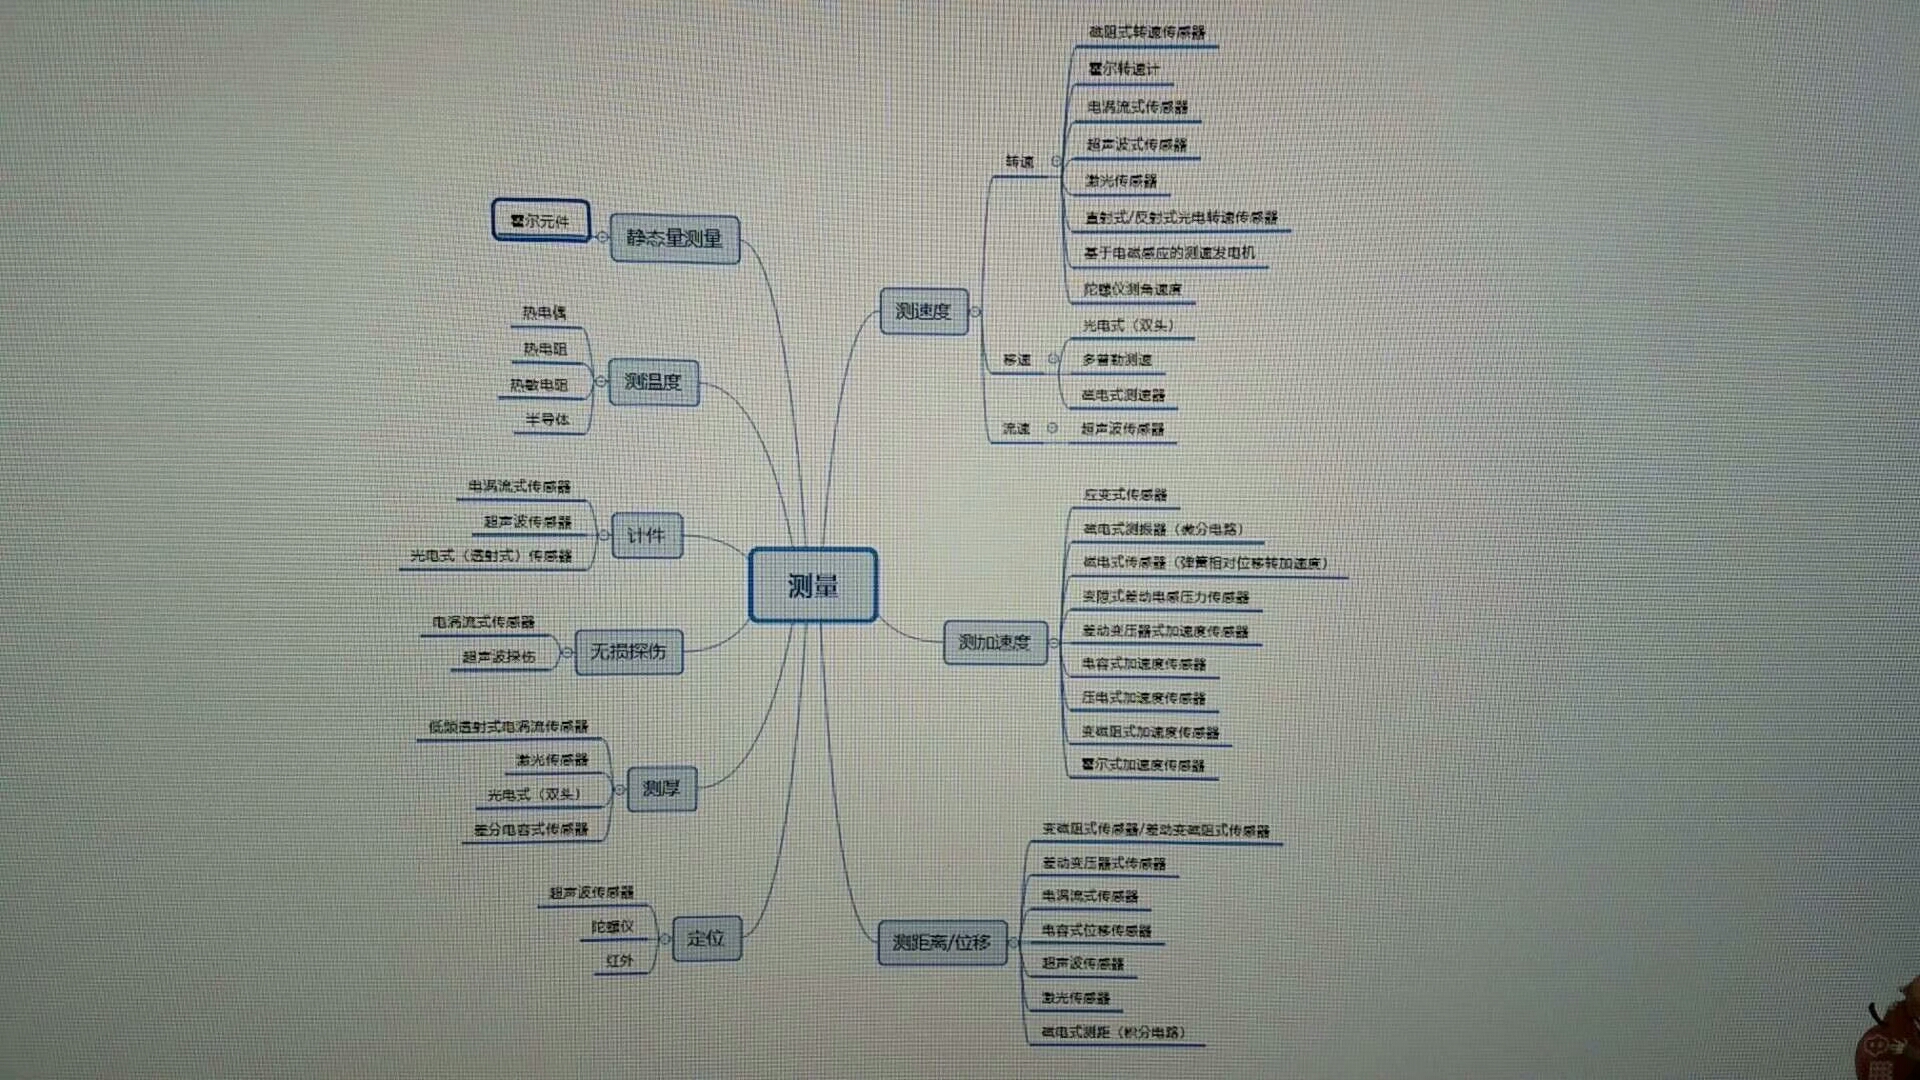 测量
测速度
转速
磁阻式转速传感器
霍尔转速计
电涡流式传感器
超声波式传感器
激光传感器
直射式/反射式光电转速传感器
基于电磁感应的测速发电机
陀螺仪测角速度
移速
光电式（双头）
多普勒测速
磁电式测速器
流速
超声波传感器
测加速度
应变式传感器
磁电式测振器（微分电路）
磁电式传感器（弹簧相对位移转加速度）
变隙式差动电感压力传感器
差动变压器式加速度传感器
电容式加速度传感器
压电式加速度传感器
变磁阻式加速度传感器
霍尔式加速度传感器
测距离/位移
变磁阻式传感器/差动变磁阻式传感器
差动变压器式传感器
电涡流式传感器
电容式位移传感器
超声波传感器
激光传感器
磁电式测距（积分电路）
静态量测量
霍尔元件
测温度
热电偶
热电阻
热敏电阻
半导体
计件
电涡流式传感器
超声波传感器
光电式（透射式）传感器
无损探伤
电涡流式传感器
超声波探伤
测厚
低频透射式电涡流传感器
激光传感器
光电式（双头）
差分电容式传感器
定位
超声波传感器
陀螺仪
红外